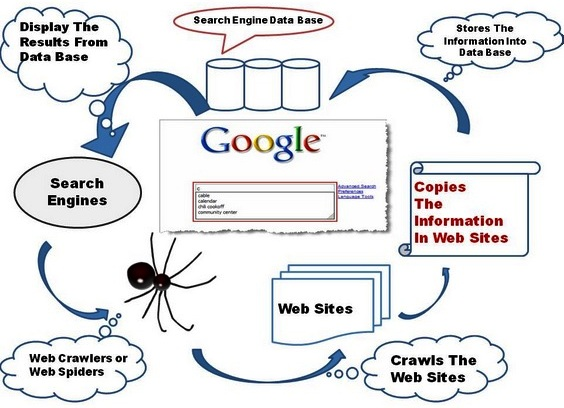 Display The
Results From
Data Base
Search Engine Data Base
Stores The
Information Into
Data Base
Google™
c
cable
calendar
chili cookoff
community center
Advanced Search
Preferences
Language Tools
Search
Engines
Copies
The
Information
In Web Sites
Web Sites
Web Crawlers or
Web Spiders
Crawls The
Web Sites